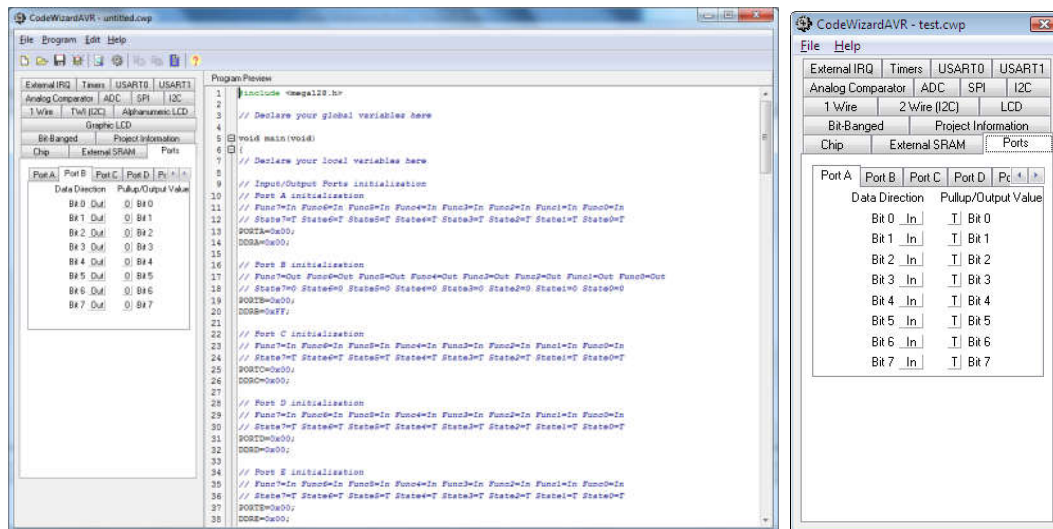 CodeWizardAVR - untitled.cwp
File Program Edit Help
External IRQ Timers USART0 USART1
Analog Comparator ADC SPI I2C
1 Wire TWI (I2C) Alphanumeric LCD
Graphic LCD
Bit-Banged Project Information
Chip External SRAM Ports
Port A Port B Port C Port D
Data Direction Pullup/Output Value
Bit 0 Out 0 Bit 0
Bit 1 Out 0 Bit 1
Bit 2 Out 0 Bit 2
Bit 3 Out 0 Bit 3
Bit 4 Out 0 Bit 4
Bit 5 Out 0 Bit 5
Bit 6 Out 0 Bit 6
Bit 7 Out 0 Bit 7
Program Preview
1 #include <mega128.h>
2
3 // Declare your global variables here
4
5 void main(void)
6 {
7 // Declare your local variables here
8
9 // Input/Output Ports initialization
10 // Port A initialization
11 // Func7=In Func6=In Func5=In Func4=In Func3=In Func2=In Func1=In Func0=In
12 // State7=T State6=T State5=T State4=T State3=T State2=T State1=T State0=T
13 PORTA=0x00;
14 DDRA=0x00;
15
16 // Port B initialization
17 // Func7=Out Func6=Out Func5=Out Func4=Out Func3=Out Func2=Out Func1=Out Func0=Out
18 // State7=0 State6=0 State5=0 State4=0 State3=0 State2=0 State1=0 State0=0
19 PORTB=0x00;
20 DDRB=0xFF;
21
22 // Port C initialization
23 // Func7=In Func6=In Func5=In Func4=In Func3=In Func2=In Func1=In Func0=In
24 // State7=T State6=T State5=T State4=T State3=T State2=T State1=T State0=T
25 PORTC=0x00;
26 DDRC=0x00;
27
28 // Port D initialization
29 // Func7=In Func6=In Func5=In Func4=In Func3=In Func2=In Func1=In Func0=In
30 // State7=T State6=T State5=T State4=T State3=T State2=T State1=T State0=T
31 PORTD=0x00;
32 DDRD=0x00;
33
34 // Port E initialization
35 // Func7=In Func6=In Func5=In Func4=In Func3=In Func2=In Func1=In Func0=In
36 // State7=T State6=T State5=T State4=T State3=T State2=T State1=T State0=T
37 PORTE=0x00;
38 DDRE=0x00;
CodeWizardAVR - test.cwp
File Help
External IRQ Timers USART0 USART1
Analog Comparator ADC SPI I2C
1 Wire 2 Wire (I2C) LCD
Bit-Banged Project Information
Chip External SRAM Ports
Port A Port B Port C Port D
Data Direction Pullup/Output Value
Bit 0 In T Bit 0
Bit 1 In T Bit 1
Bit 2 In T Bit 2
Bit 3 In T Bit 3
Bit 4 In T Bit 4
Bit 5 In T Bit 5
Bit 6 In T Bit 6
Bit 7 In T Bit 7